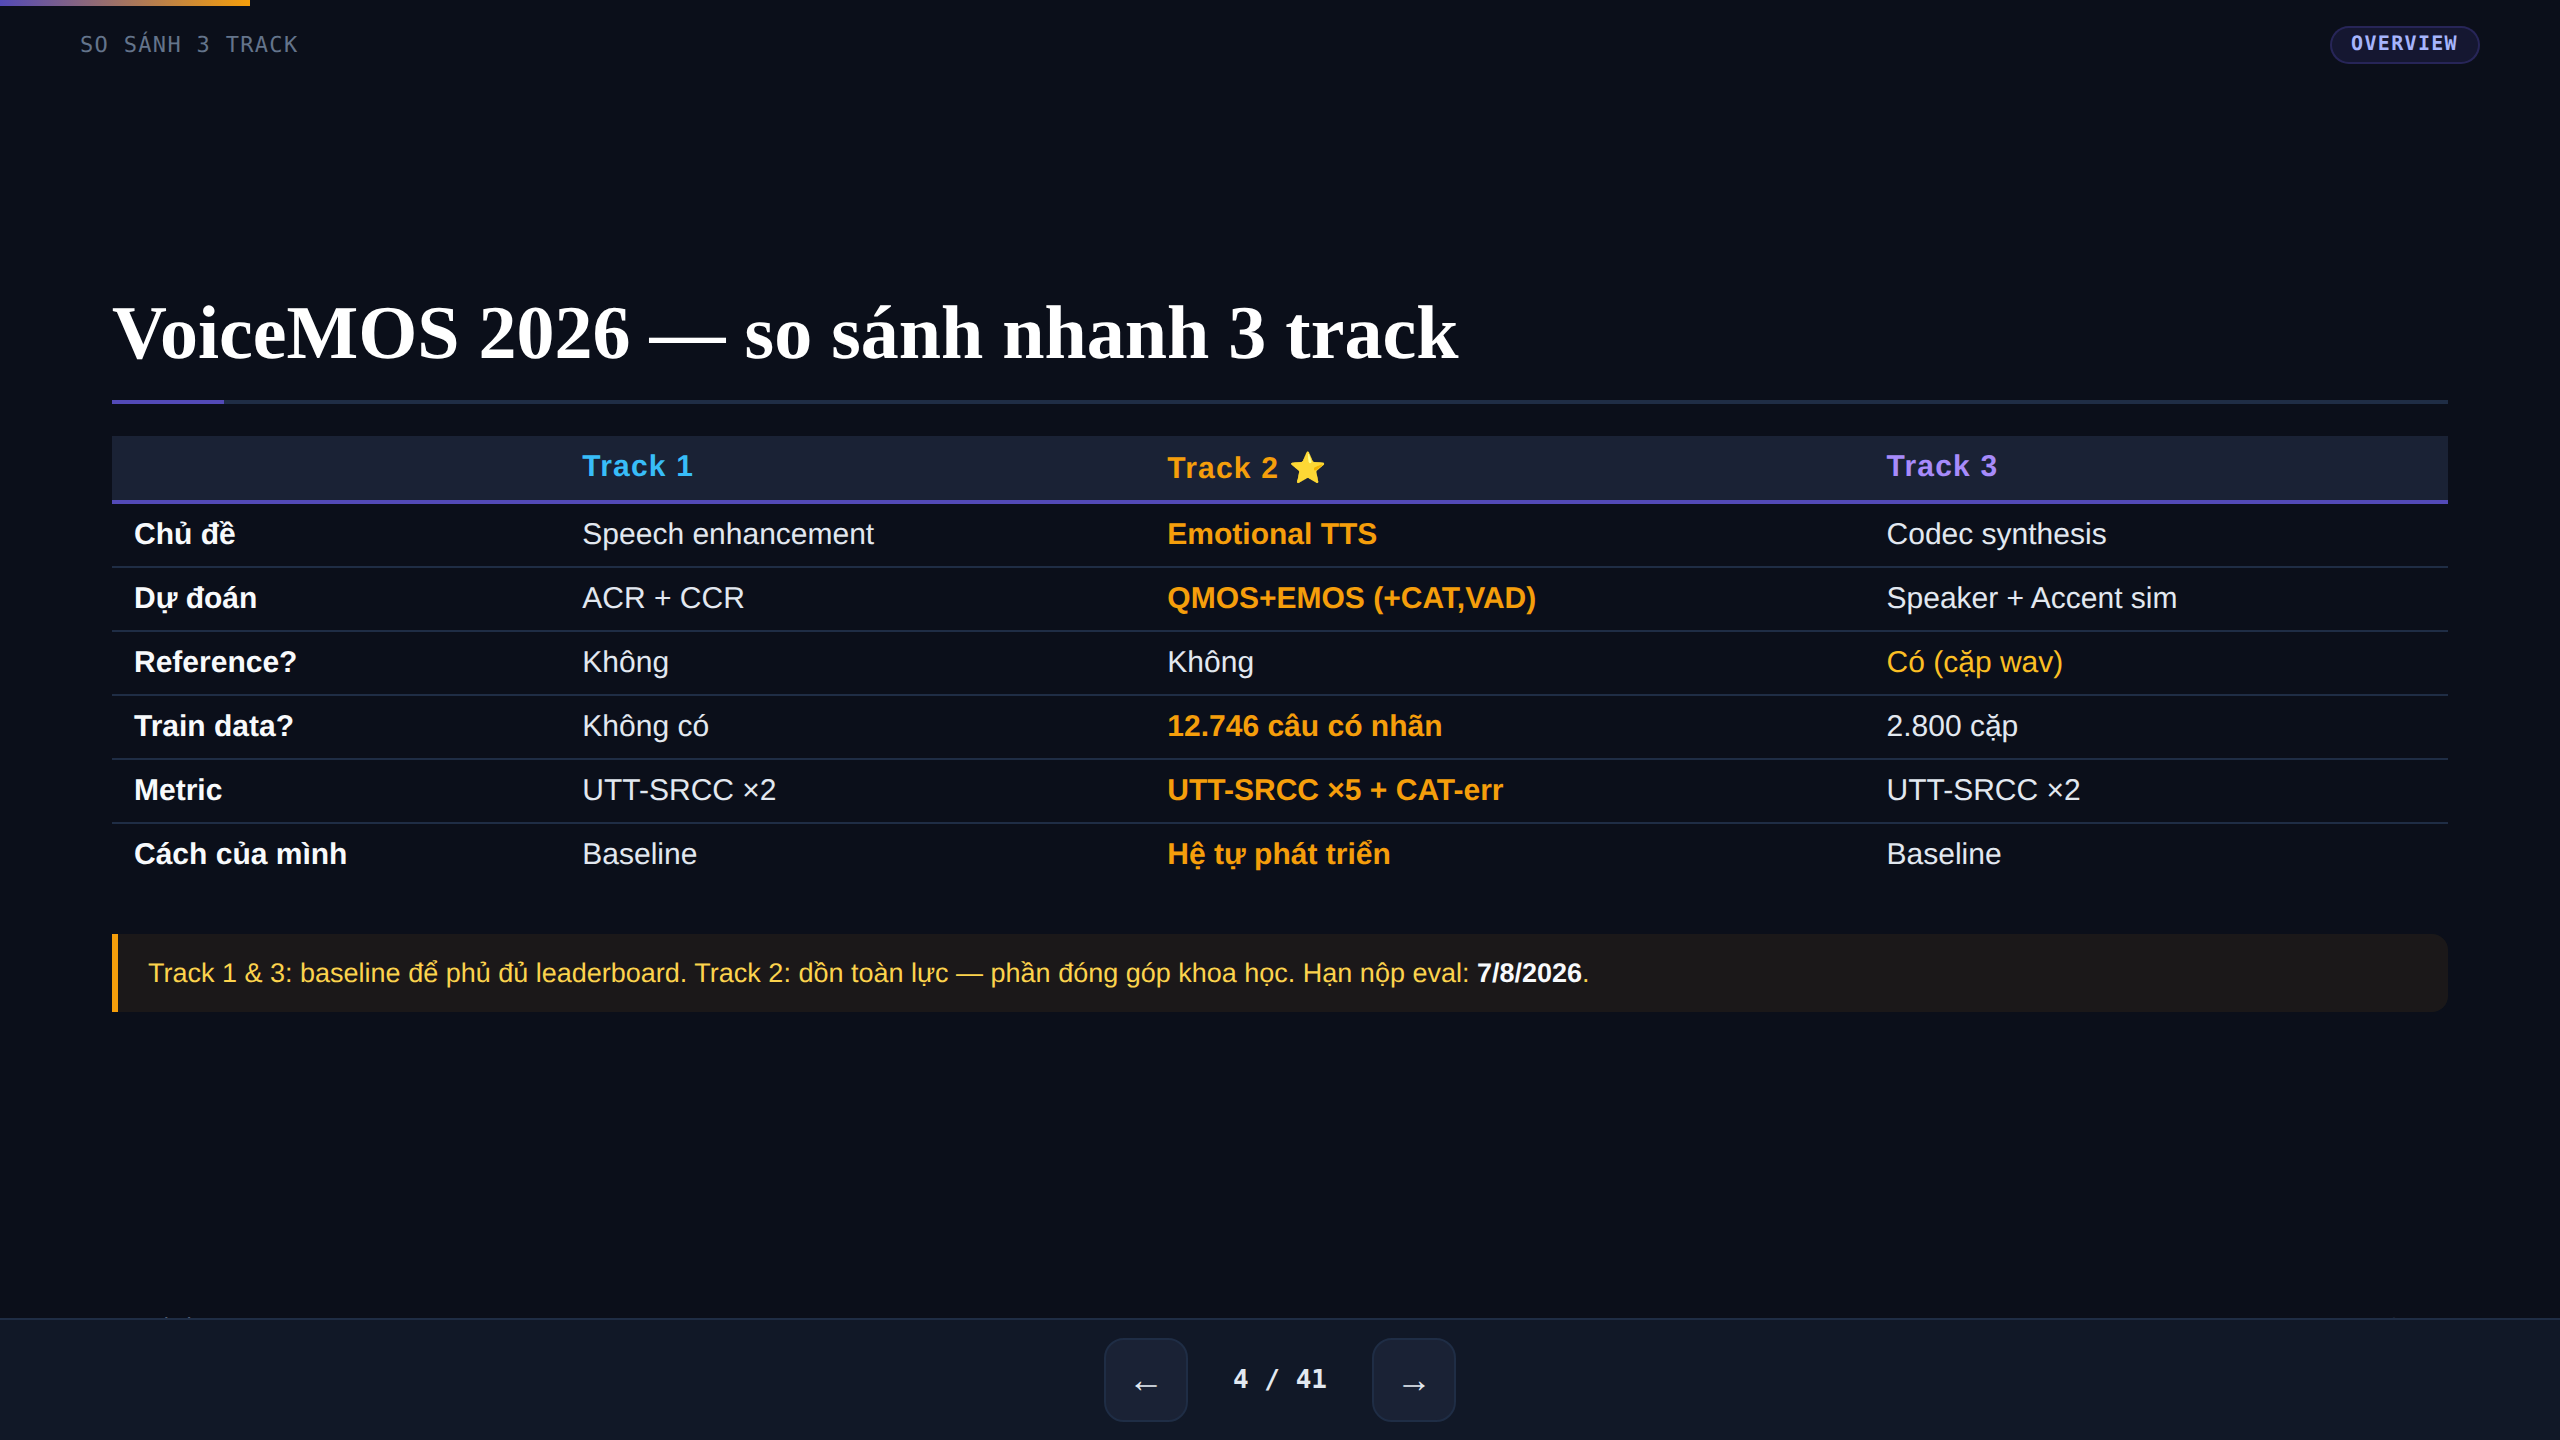 SO SÁNH 3 TRACK
OVERVIEW
VoiceMOS 2026 — so sánh nhanh 3 track
Track 1 Track 2 ⭐ Track 3
Chủ đề Speech enhancement Emotional TTS Codec synthesis
Dự đoán ACR + CCR QMOS+EMOS (+CAT,VAD) Speaker + Accent sim
Reference? Không Không Có (cặp wav)
Train data? Không có 12.746 câu có nhãn 2.800 cặp
Metric UTT-SRCC ×2 UTT-SRCC ×5 + CAT-err UTT-SRCC ×2
Cách của mình Baseline Hệ tự phát triển Baseline
Track 1 & 3: baseline để phủ đủ leaderboard. Track 2: dồn toàn lực — phần đóng góp khoa học. Hạn nộp eval: 7/8/2026.
← 4 / 41 →